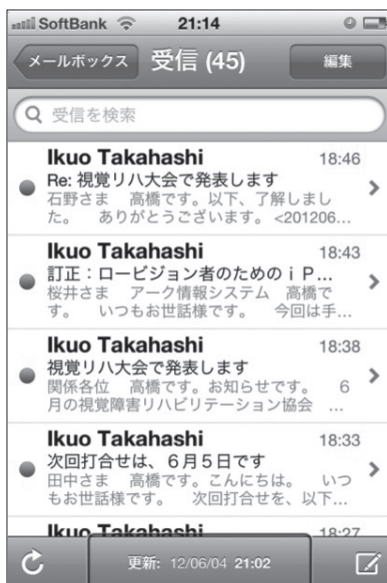 SoftBank 21:14
メールボックス 受信 (45) 編集
受信を検索
Ikuo Takahashi 18:46
Re: 視覚リハ大会で発表します
石野さま 高橋です。以下、了解しまし
た。 ありがとうございます。 <201206...
Ikuo Takahashi 18:43
訂正：ロービジョン者のためのｉＰ...
桜井さま アーク情報システム 高橋で
す。 いつもお世話様です。 今回は手...
Ikuo Takahashi 18:38
視覚リハ大会で発表します
関係各位 高橋です。お知らせです。 ６
月の視覚障害リハビリテーション協会 ...
Ikuo Takahashi 18:33
次回打合せは、６月５日です
田中さま 高橋です。こんにちは。 いつ
もお世話様です。 次回打合せを、以下...
Ikuo Takahashi 18:27
更新: 12/06/04 21:02